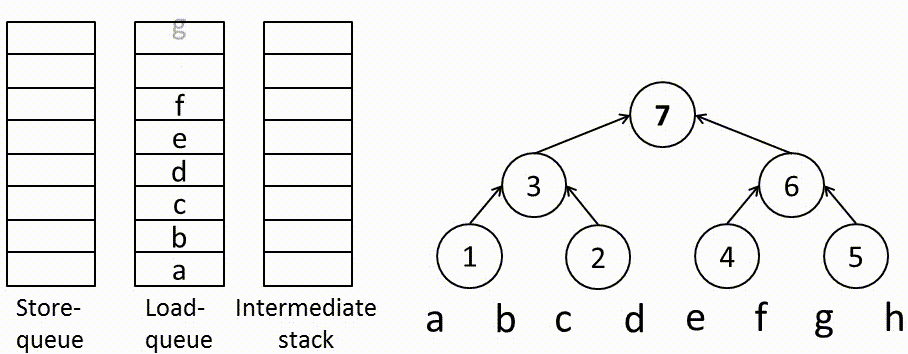 g
f
e
d
c
b
a
Store-
queue
Load-
queue
Intermediate
stack
7
3
6
1
2
4
5
a b c d e f g h